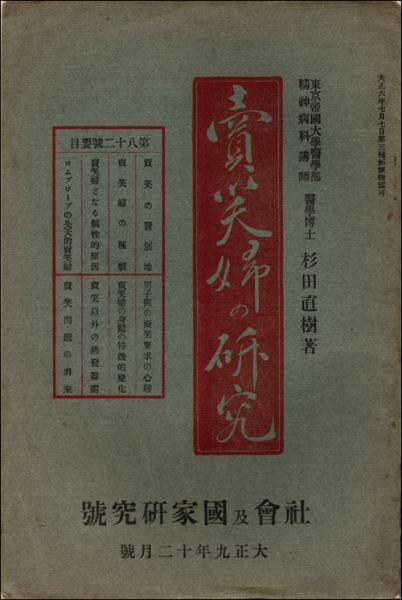 大正六年七月七日第三種郵便物認可
東京帝國大學醫學部
精神病科講師
醫學博士 杉田直樹著
賣笑婦の研究
第八十二號要目
賣笑の發展地
賣笑婦の種類
賣笑婦となる個性的原因
ロムブローゾの先天的賣笑婦
男子側の賣笑要求の心理
賣笑婦の身體の特徴的變化
賣笑以外の誘發器關
賣笑問題の將來
社會及國家研究號
大正九年十二月號